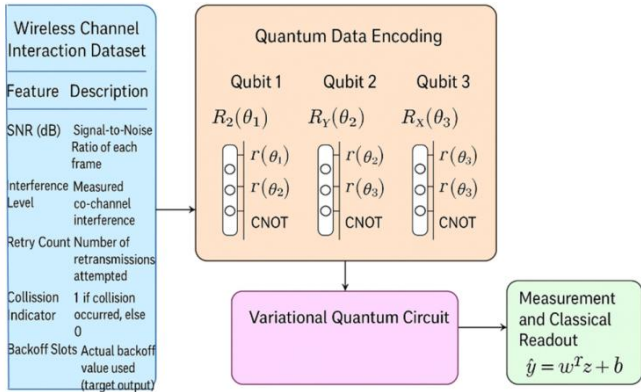 Wireless Channel
Interaction Dataset
Feature Description
SNR (dB) Signal-to-Noise
Ratio of each
frame
Interference Measured
Level co-channel
interference
Retry Count Number of
retransmissions
attempted
Collision 1 if collision
Indicator occurred, else
0
Backoff Slots Actual backoff
value used
(target output)
Quantum Data Encoding
Qubit 1 Qubit 2 Qubit 3
R₂(θ₁) R_Y(θ₂) R_X(θ₃)
r(θ₁) r(θ₂) r(θ₃)
r(θ₂) r(θ₃) r(θ₃)
CNOT CNOT CNOT
Variational Quantum Circuit
Measurement
and Classical
Readout
ŷ = wᵀz + b